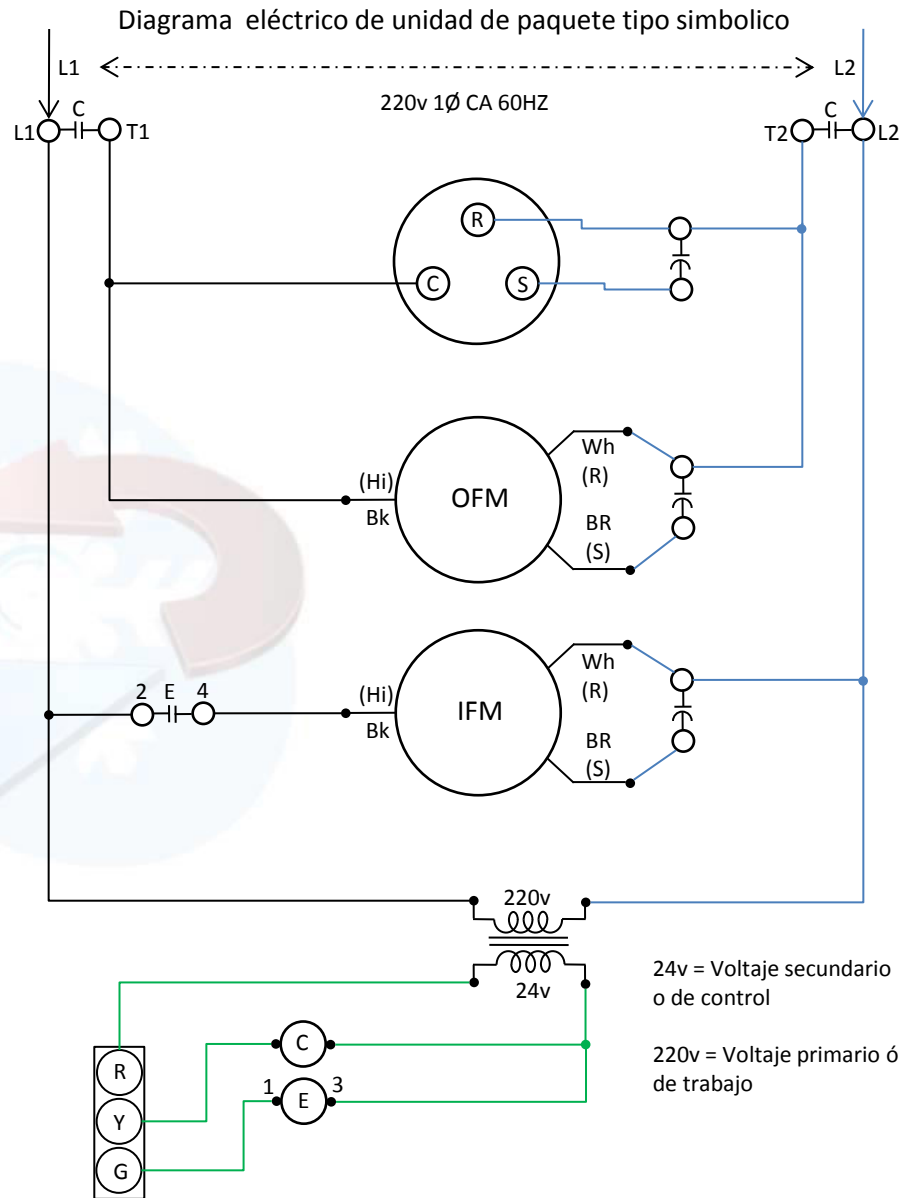 Diagrama eléctrico de unidad de paquete tipo simbolico
L1 L2
220v 1Ø CA 60HZ
L1 C T1 T2 C L2
R
C S
(Hi)
Bk
OFM
Wh
(R)
BR
(S)
2 E 4
(Hi)
Bk
IFM
Wh
(R)
BR
(S)
220v
24v
24v = Voltaje secundario
o de control
220v = Voltaje primario ó
de trabajo
C
1 E 3
R
Y
G